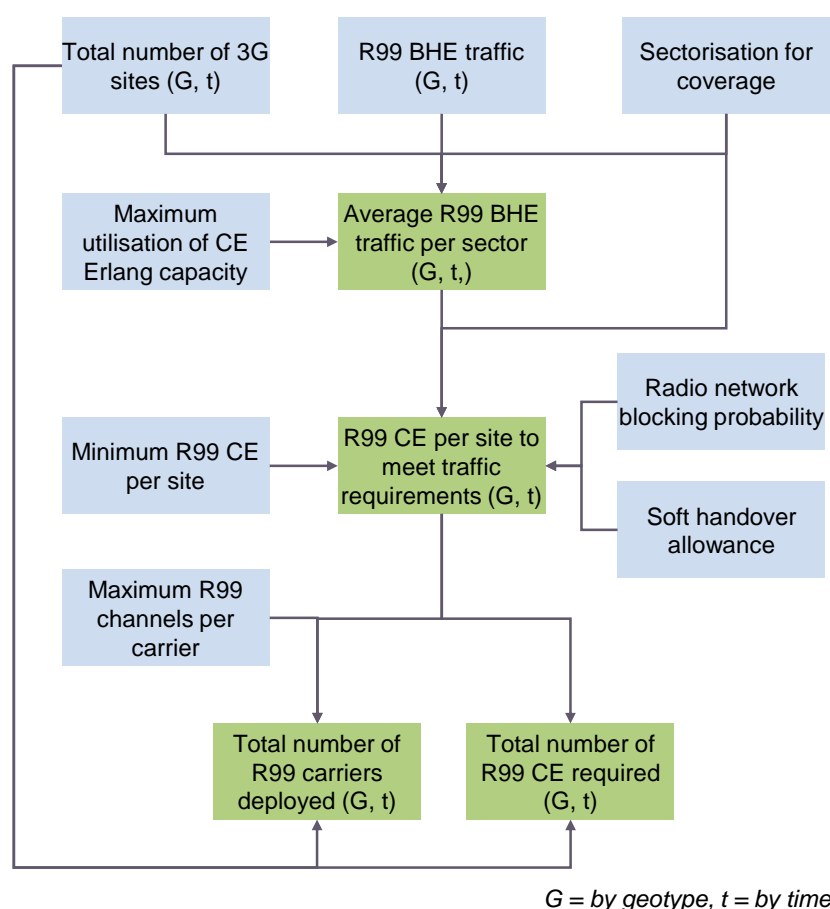 Total number of 3G
sites (G, t)
R99 BHE traffic
(G, t)
Sectorisation for
coverage
Maximum
utilisation of CE
Erlang capacity
Average R99 BHE
traffic per sector
(G, t,)
Radio network
blocking probability
Minimum R99 CE
per site
R99 CE per site to
meet traffic
requirements (G, t)
Soft handover
allowance
Maximum R99
channels per
carrier
Total number of
R99 carriers
deployed (G, t)
Total number of
R99 CE required
(G, t)
G = by geotype, t = by time